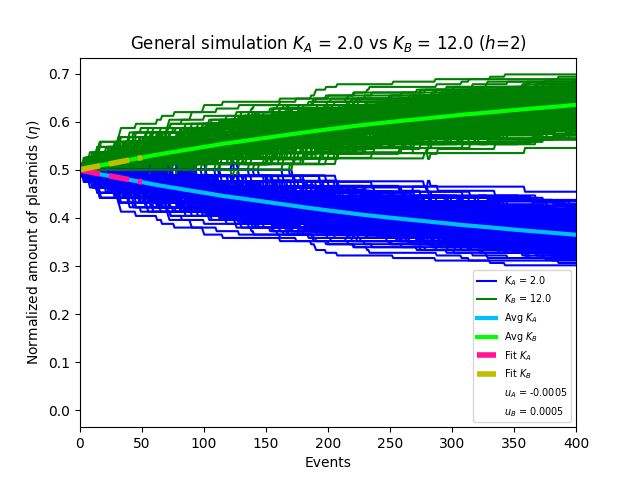 General simulation K_A = 2.0 vs K_B = 12.0 (h=2)
Normalized amount of plasmids (η)
0.7
0.6
0.5
0.4
0.3
0.2
0.1
0.0
K_A = 2.0
K_B = 12.0
Avg K_A
Avg K_B
Fit K_A
Fit K_B
u_A = -0.0005
u_B = 0.0005
0 50 100 150 200 250 300 350 400
Events